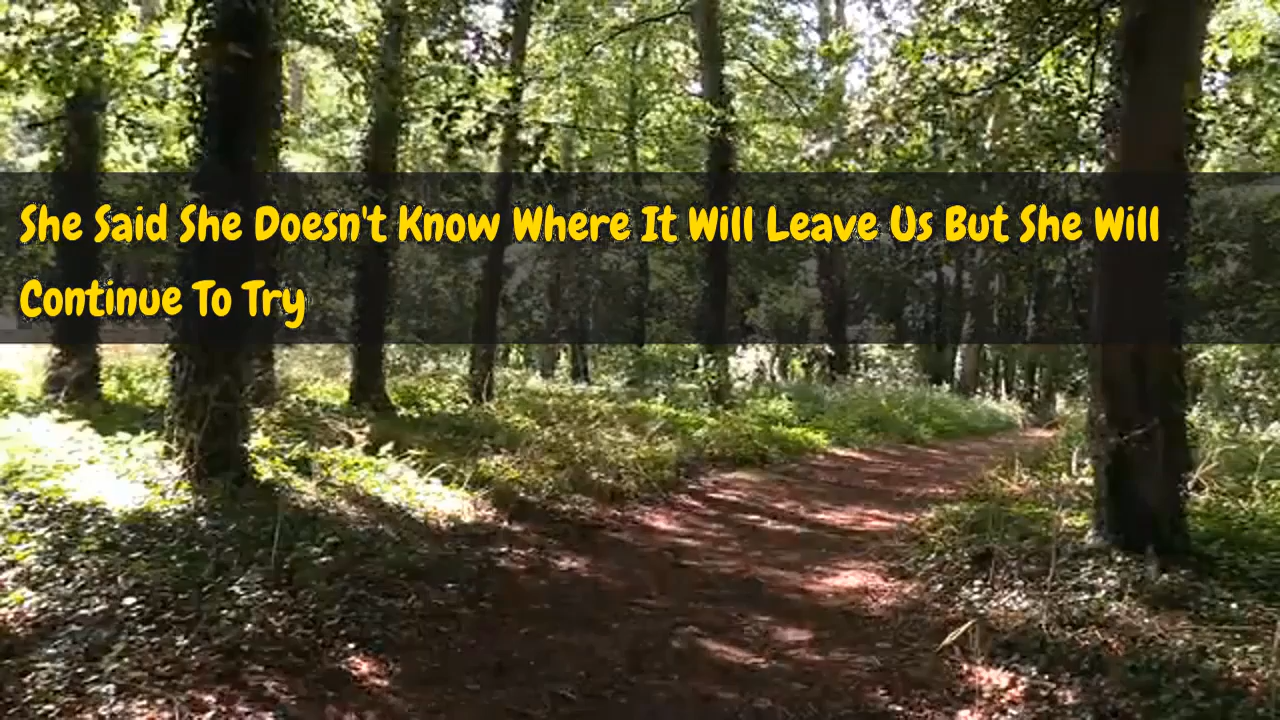 She Said She Doesn't Know Where It Will Leave Us But She Will
Continue To Try